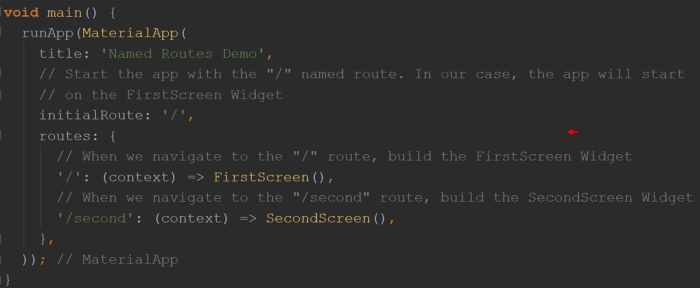 void main() {
  runApp(MaterialApp(
    title: 'Named Routes Demo',
    // Start the app with the "/" named route. In our case, the app will start
    // on the FirstScreen Widget
    initialRoute: '/',
    routes: {
      // When we navigate to the "/" route, build the FirstScreen Widget
      '/': (context) => FirstScreen(),
      // When we navigate to the "/second" route, build the SecondScreen Widget
      '/second': (context) => SecondScreen(),
    },
  )); // MaterialApp
}